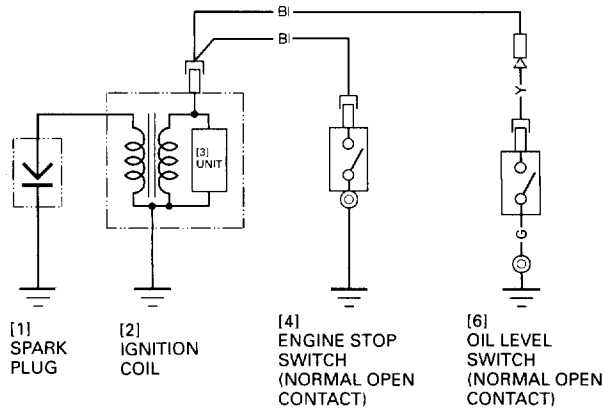 Bl
Bl
Y
[3]
UNIT
G
[1]
SPARK
PLUG
[2]
IGNITION
COIL
[4]
ENGINE STOP
SWITCH
(NORMAL OPEN
CONTACT)
[6]
OIL LEVEL
SWITCH
(NORMAL OPEN
CONTACT)